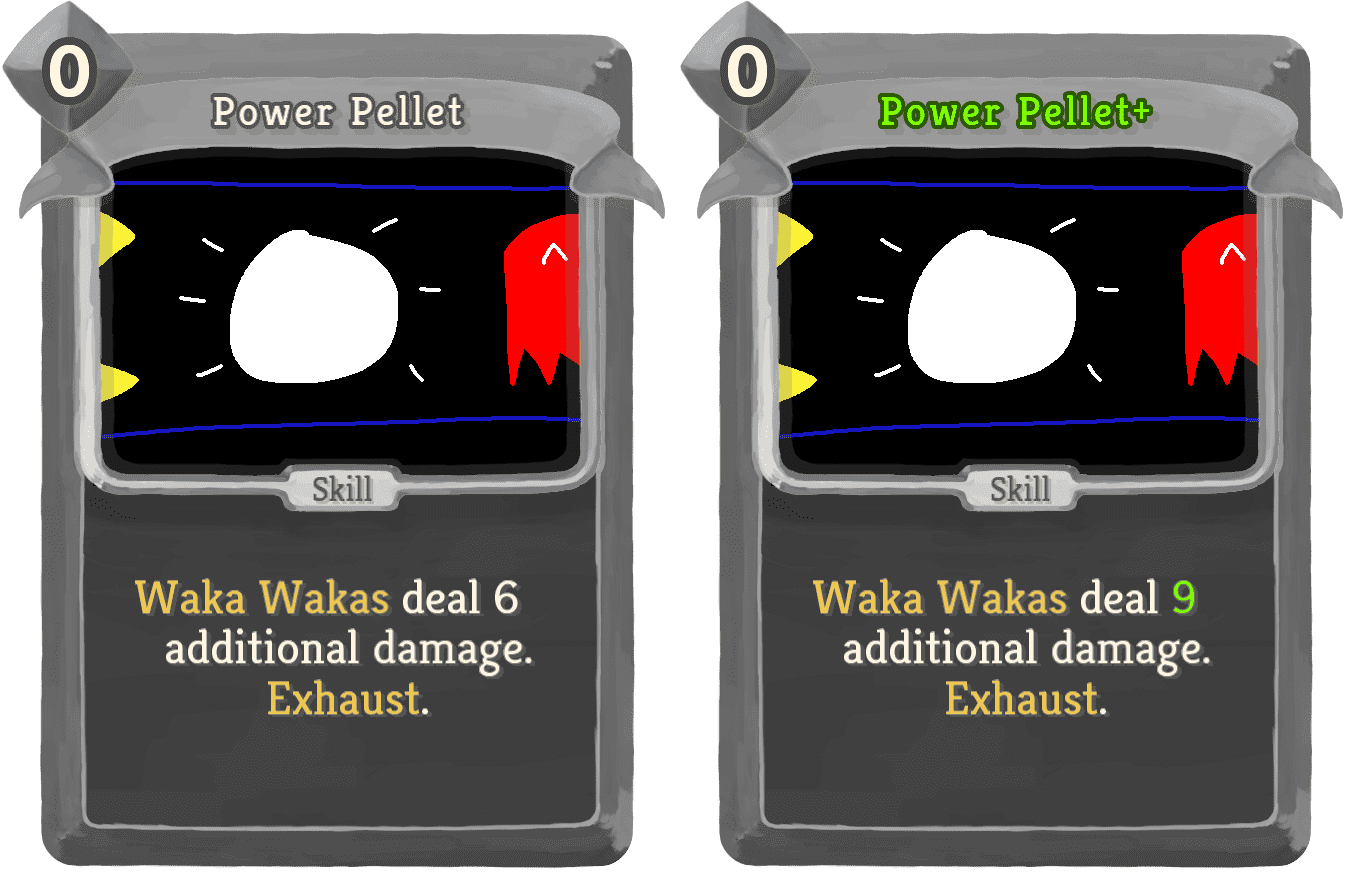 0
Power Pellet
Skill
Waka Wakas deal 6
additional damage.
Exhaust.
0
Power Pellet+
Skill
Waka Wakas deal 9
additional damage.
Exhaust.